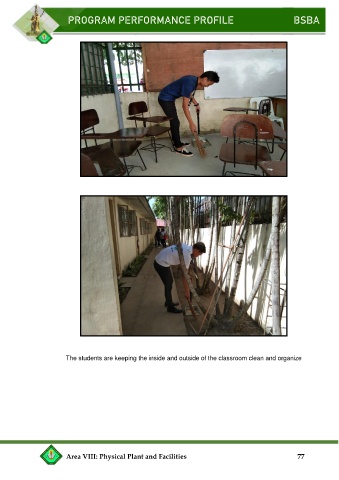 PROGRAM PERFORMANCE PROFILE BSBA
The students are keeping the inside and outside of the classroom clean and organize
Area VIII: Physical Plant and Facilities 77